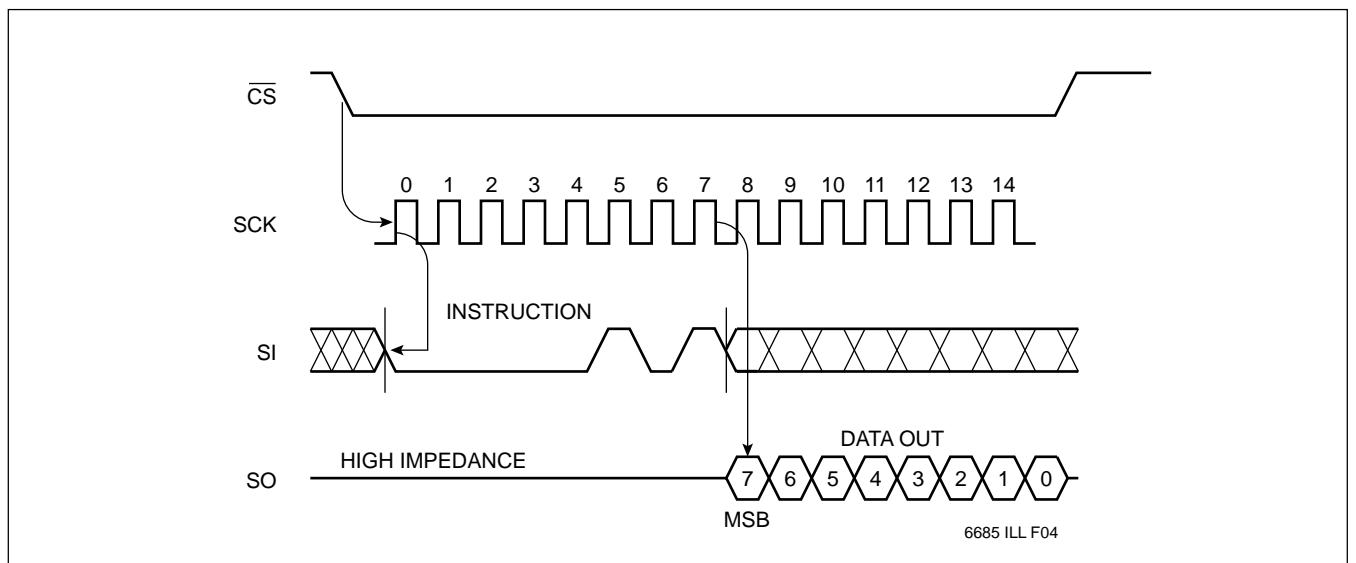 CS
0 1 2 3 4 5 6 7 8 9 10 11 12 13 14
SCK
INSTRUCTION
SI
DATA OUT
HIGH IMPEDANCE
SO
7 6 5 4 3 2 1 0
MSB
6685 ILL F04